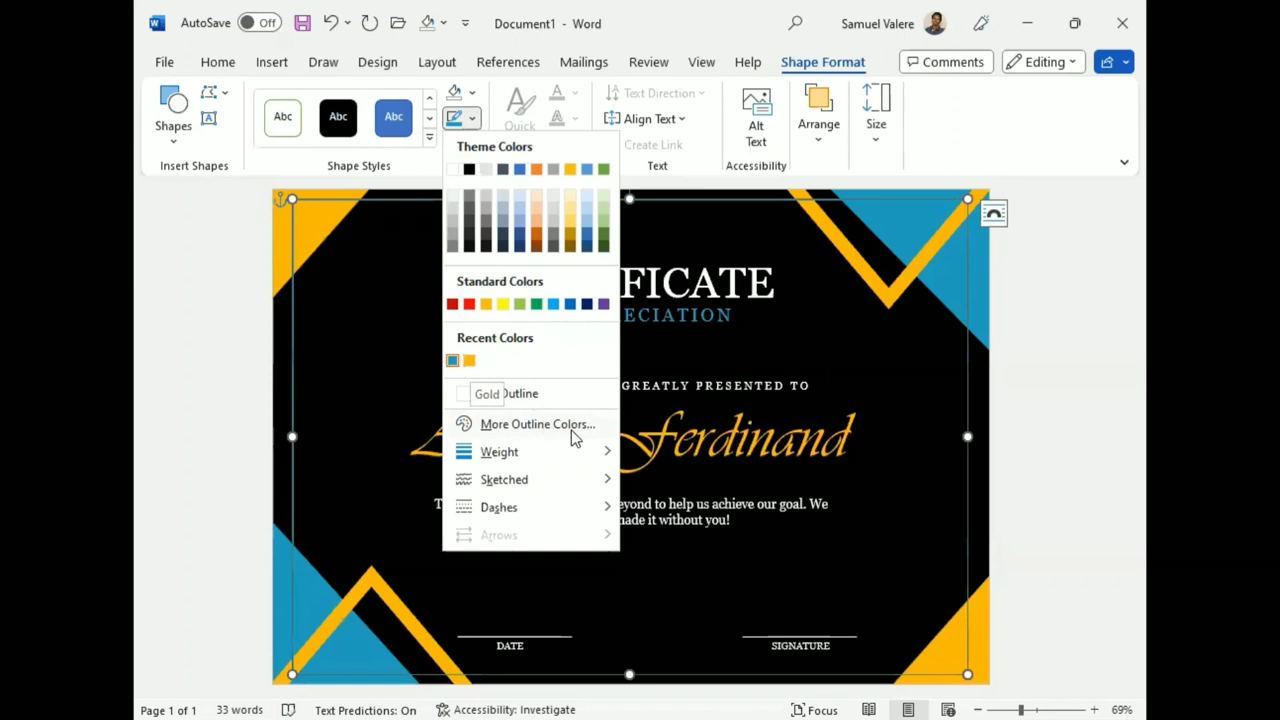 AutoSave Off Document1 - Word Samuel Valere
File Home Insert Draw Design Layout References Mailings Review View Help Shape Format Comments Editing
Shapes
Abc Abc Abc
Quick
Text Direction
Align Text
Create Link
Alt
Text
Arrange
Size
Insert Shapes Shape Styles Text Accessibility
Theme Colors
Standard Colors
Recent Colors
Gold Outline
More Outline Colors...
Weight
Sketched
Dashes
Arrows
FICATE
ECIATION
GREATLY PRESENTED TO
Ferdinand
eyond to help us achieve our goal. We
made it without you!
DATE SIGNATURE
Page 1 of 1 33 words Text Predictions: On Accessibility: Investigate Focus 69%